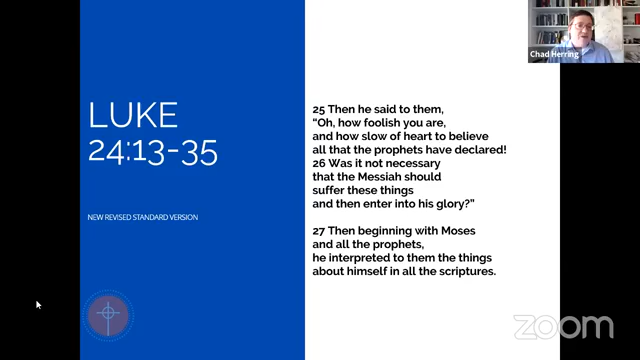 LUKE
24:13-35
NEW REVISED STANDARD VERSION
25 Then he said to them,
"Oh, how foolish you are,
and how slow of heart to believe
all that the prophets have declared!
26 Was it not necessary
that the Messiah should
suffer these things
and then enter into his glory?"
27 Then beginning with Moses
and all the prophets,
he interpreted to them the things
about himself in all the scriptures.
Chad Herring
zoom